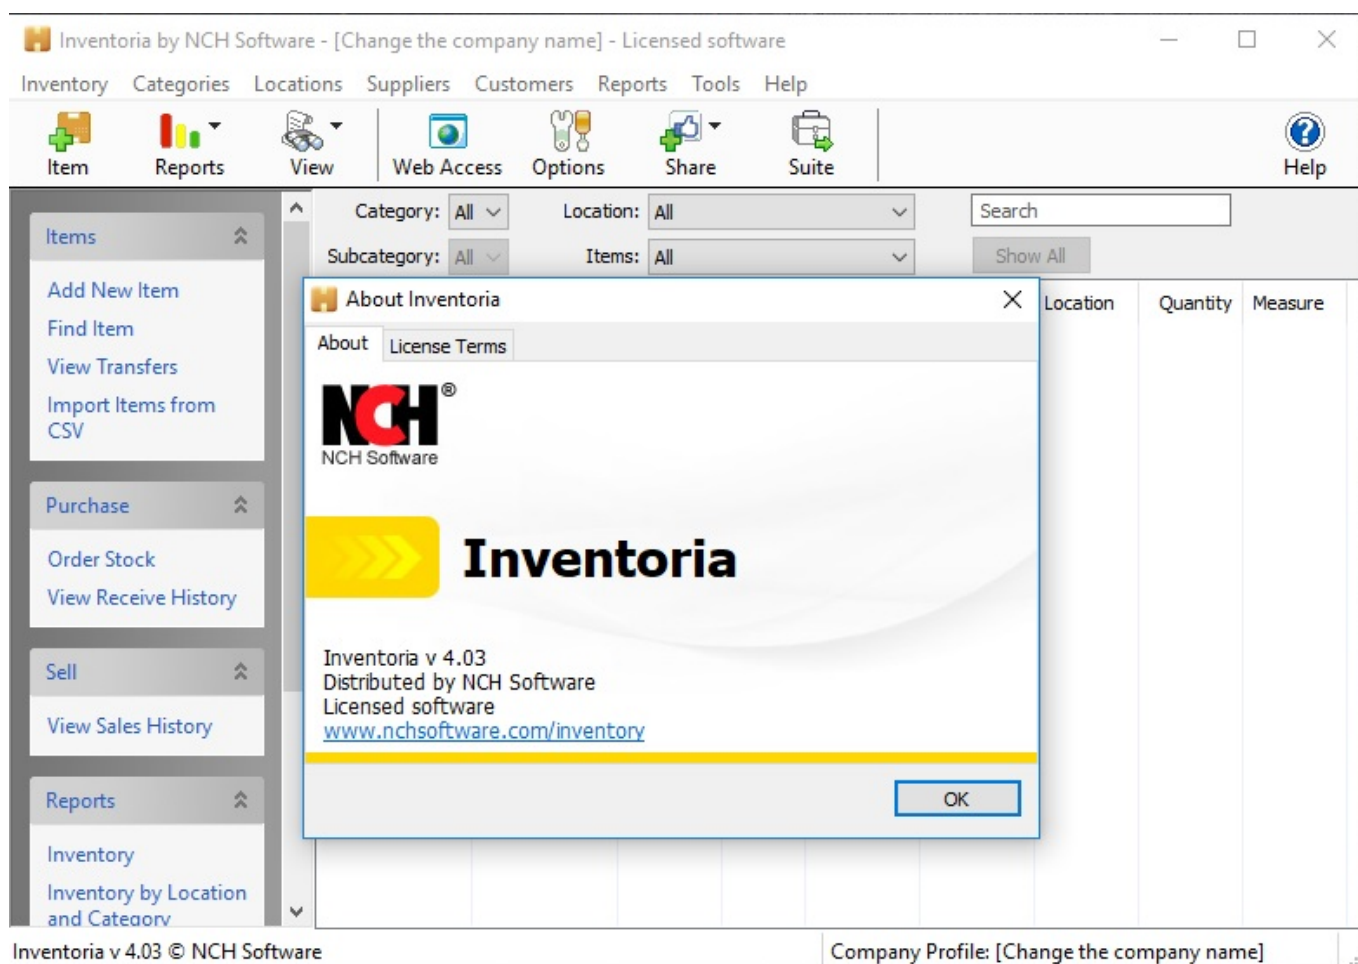 Inventoria by NCH Software - [Change the company name] - Licensed software
Inventory Categories Locations Suppliers Customers Reports Tools Help
Item Reports View Web Access Options Share Suite Help
Items
Add New Item
Find Item
View Transfers
Import Items from
CSV
Purchase
Order Stock
View Receive History
Sell
View Sales History
Reports
Inventory
Inventory by Location
and Category
Category: All Location: All Search
Subcategory: All Items: All Show All
Location Quantity Measure
About Inventoria
About License Terms
NCH®
NCH Software
Inventoria
Inventoria v 4.03
Distributed by NCH Software
Licensed software
www.nchsoftware.com/inventory
OK
Inventoria v 4.03 © NCH Software Company Profile: [Change the company name]